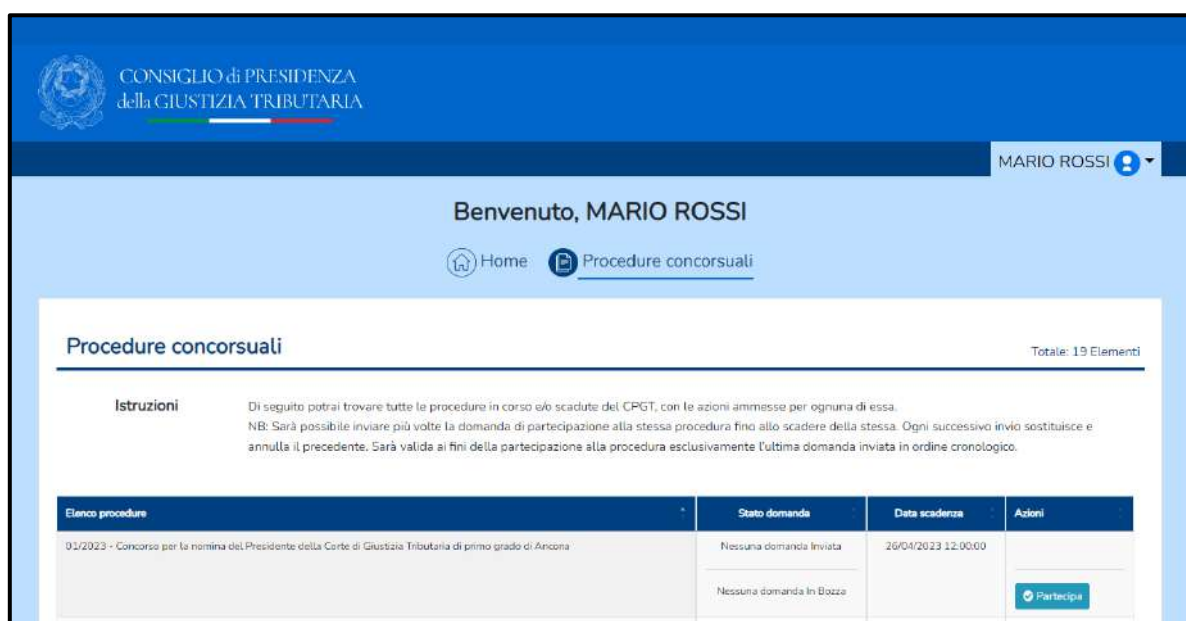 CONSIGLIO di PRESIDENZA
della GIUSTIZIA TRIBUTARIA
MARIO ROSSI
Benvenuto, MARIO ROSSI
Home Procedure concorsuali
Procedure concorsuali
Totale: 19 Elementi
Istruzioni
Di seguito potrai trovare tutte le procedure in corso e/o scadute del CPGT, con le azioni ammesse per ognuna di essa.
NB: Sarà possibile inviare più volte la domanda di partecipazione alla stessa procedura fino allo scadere della stessa. Ogni successivo invio sostituisce e
annulla il precedente. Sarà valida ai fini della partecipazione alla procedura esclusivamente l'ultima domanda inviata in ordine cronologico.
Elenco procedure Stato domanda Data scadenza Azioni
01/2023 - Concorso per la nomina del Presidente della Corte di Giustizia Tributaria di primo grado di Ancona Nessuna domanda Inviata 26/04/2023 12:00:00
Nessuna domanda In Bozza Partecipa